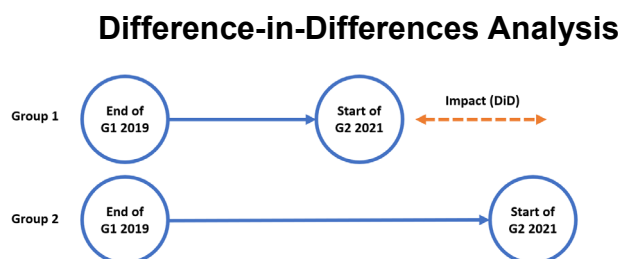 Difference-in-Differences Analysis
Group 1
End of
G1 2019
Start of
G2 2021
Impact (DiD)
Group 2
End of
G1 2019
Start of
G2 2021